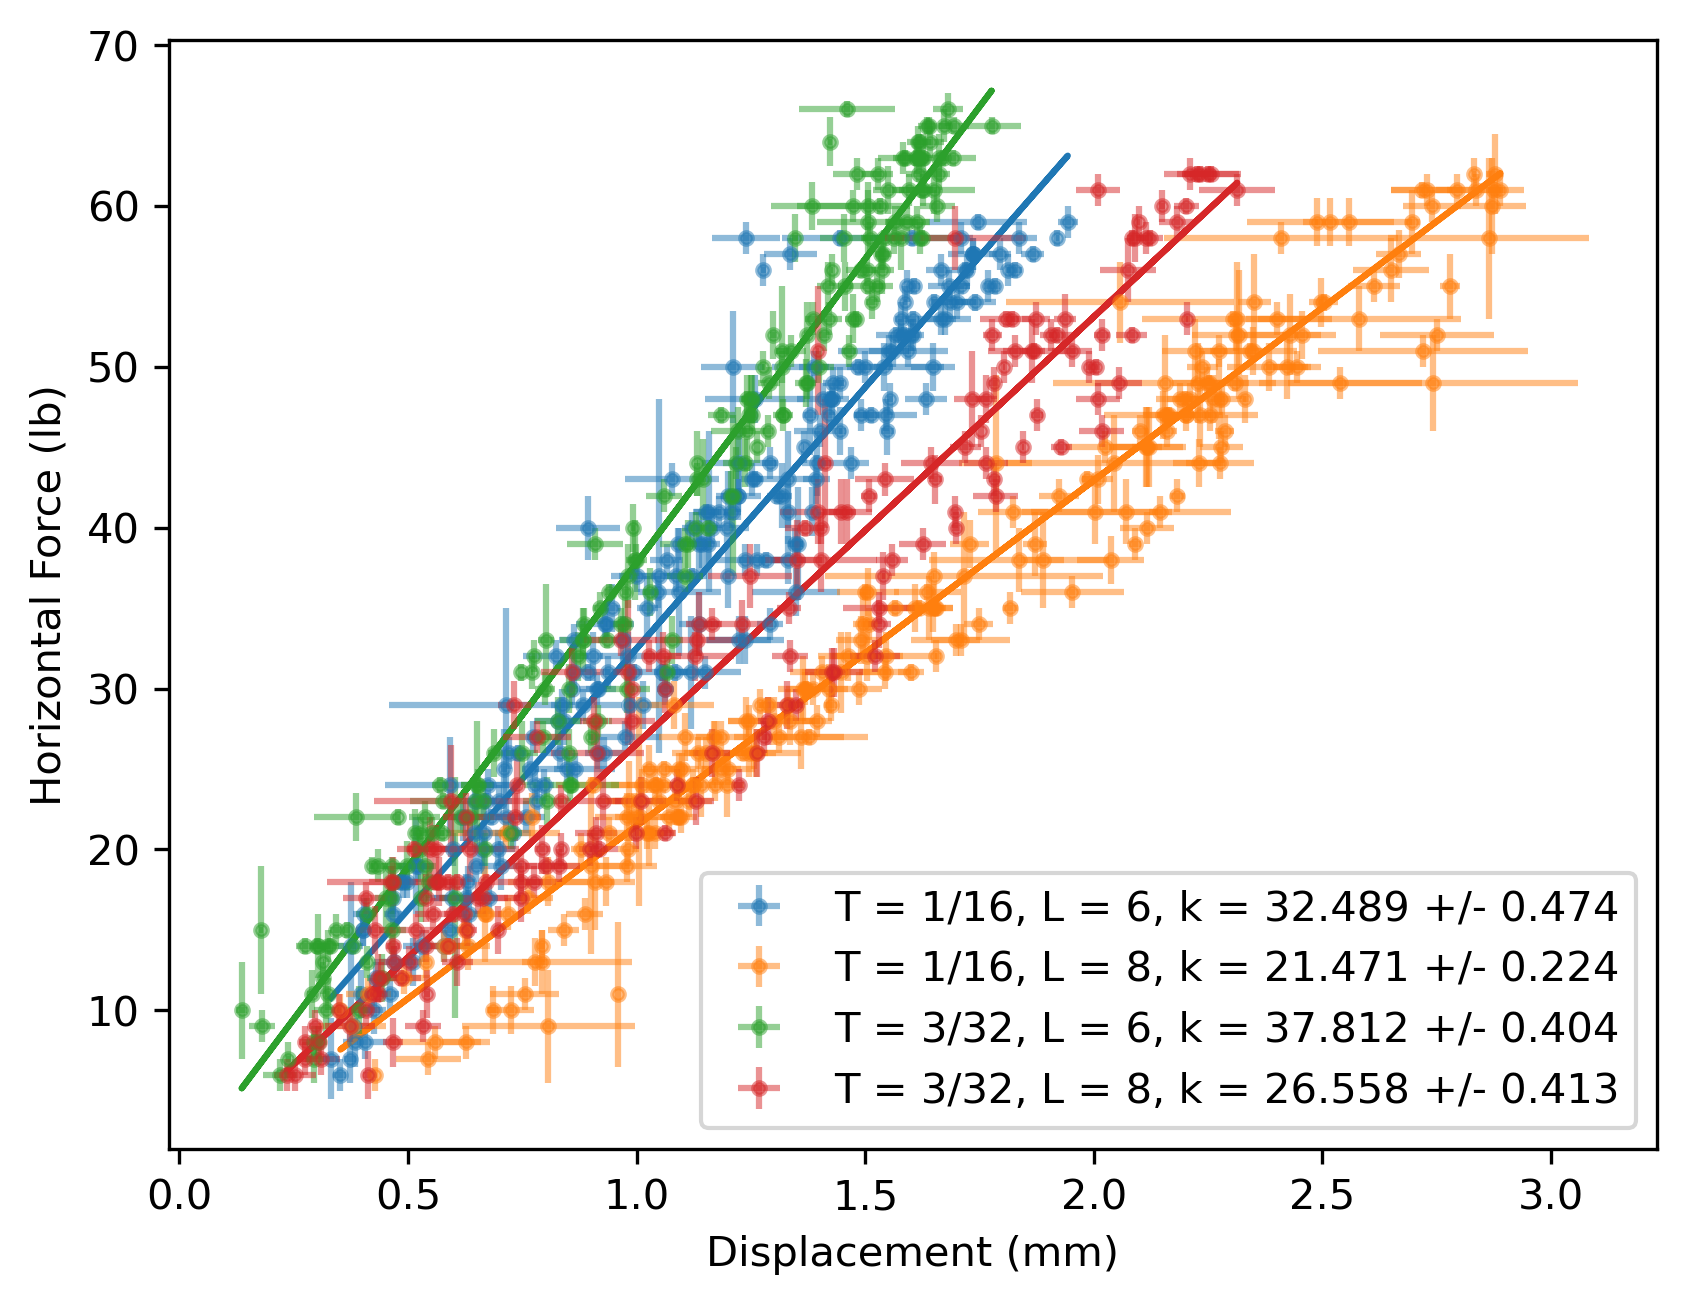 70
60
50
40
30
20
10
Horizontal Force (lb)
T = 1/16, L = 6, k = 32.489 +/- 0.474
T = 1/16, L = 8, k = 21.471 +/- 0.224
T = 3/32, L = 6, k = 37.812 +/- 0.404
T = 3/32, L = 8, k = 26.558 +/- 0.413
0.0 0.5 1.0 1.5 2.0 2.5 3.0
Displacement (mm)